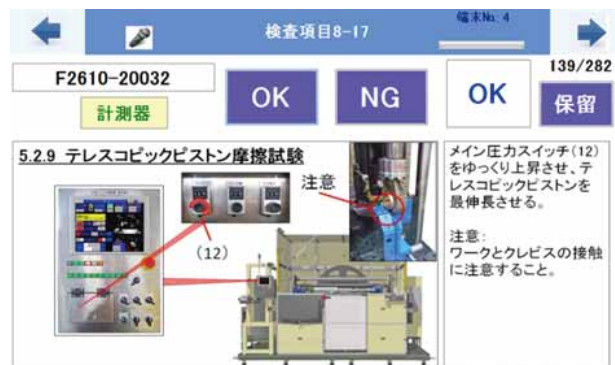 検査項目8-17
端末No. 4
139/282
F2610-20032
計測器
OK
NG
OK
保留
5.2.9 テレスコピックピストン摩擦試験
注意
(12)
メイン圧力スイッチ(12)
をゆっくり上昇させ、テ
レスコピックピストンを
最伸長させる。
注意:
ワークとクレビスの接触
に注意すること。